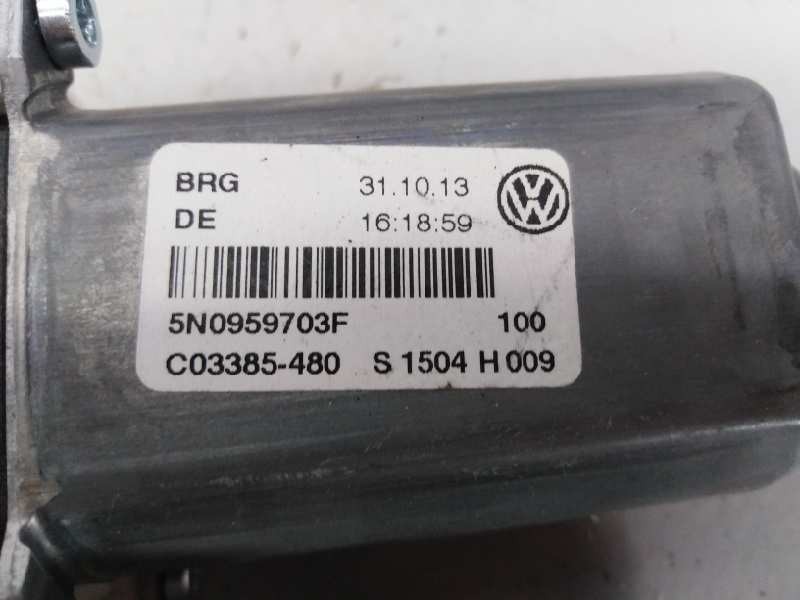 BRG 31.10.13
DE 16:18:59
5N0959703F 100
C03385-480 S 1504 H 009